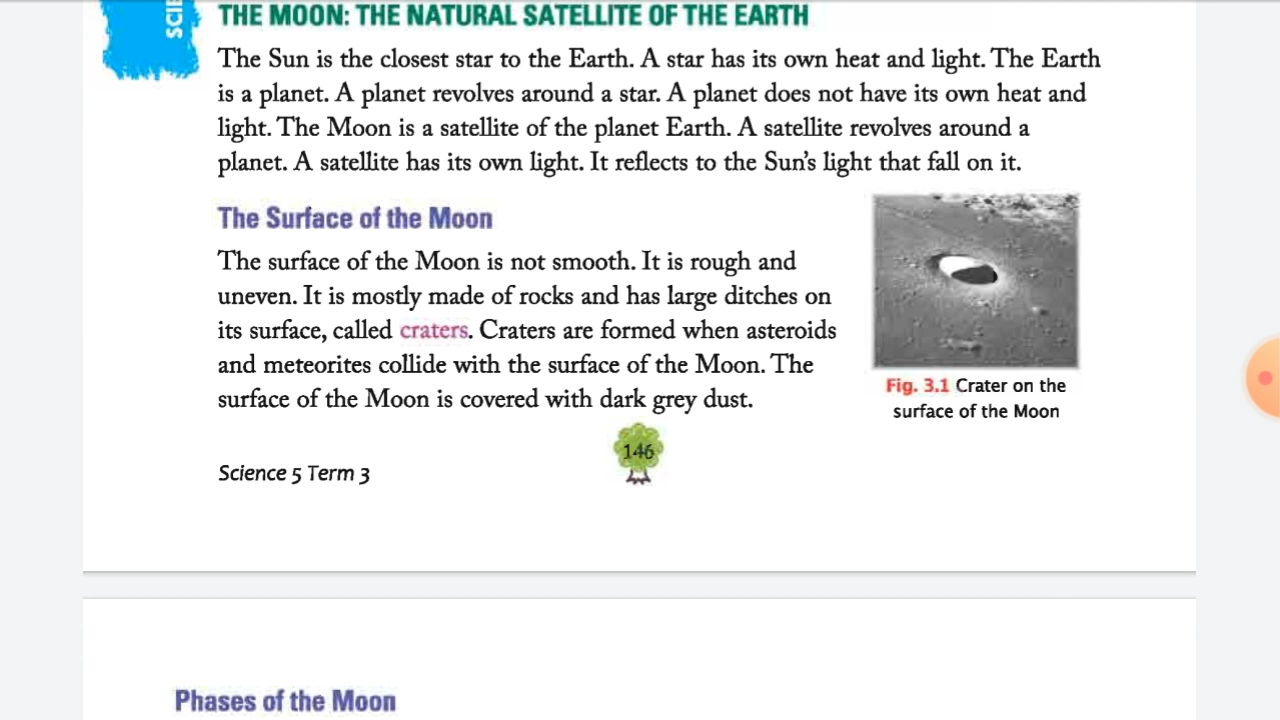 SCIE
THE MOON: THE NATURAL SATELLITE OF THE EARTH
The Sun is the closest star to the Earth. A star has its own heat and light. The Earth
is a planet. A planet revolves around a star. A planet does not have its own heat and
light. The Moon is a satellite of the planet Earth. A satellite revolves around a
planet. A satellite has its own light. It reflects to the Sun’s light that fall on it.
The Surface of the Moon
The surface of the Moon is not smooth. It is rough and
uneven. It is mostly made of rocks and has large ditches on
its surface, called craters. Craters are formed when asteroids
and meteorites collide with the surface of the Moon. The
surface of the Moon is covered with dark grey dust.
Fig. 3.1 Crater on the
surface of the Moon
146
Science 5 Term 3
Phases of the Moon